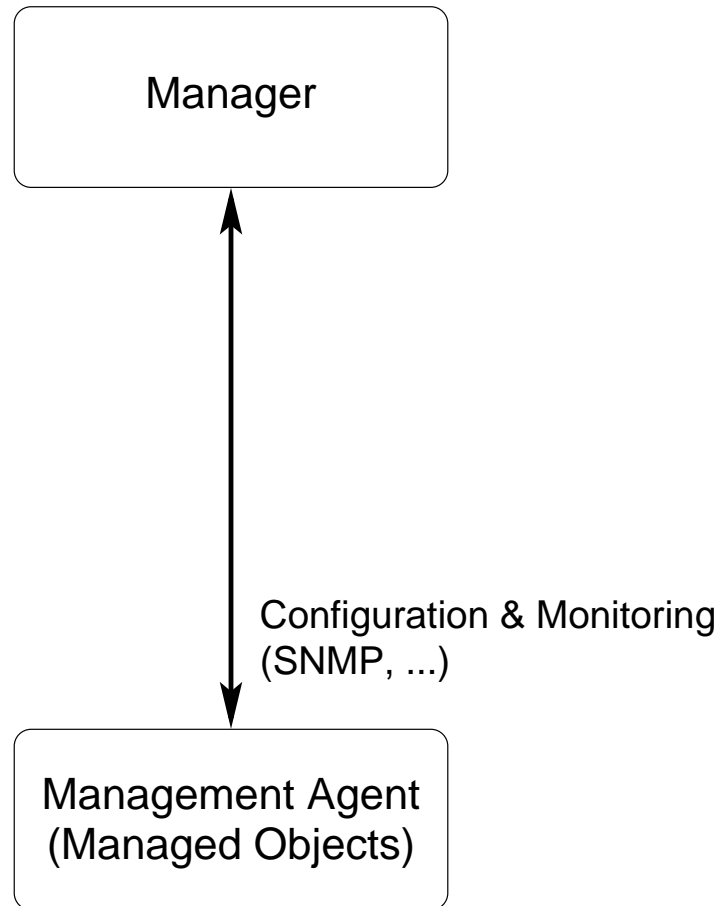 Manager
Configuration & Monitoring
(SNMP, ...)
Management Agent
(Managed Objects)